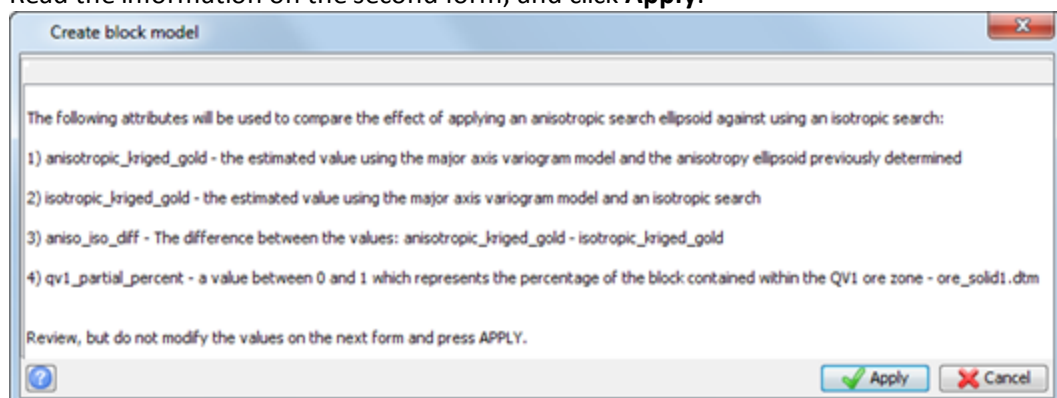 Read the information on the second form, and click Apply.
Create block model
The following attributes will be used to compare the effect of applying an anisotropic search ellipsoid against using an isotropic search:
1) anisotropic_kriged_gold - the estimated value using the major axis variogram model and the anisotropy ellipsoid previously determined
2) isotropic_kriged_gold - the estimated value using the major axis variogram model and an isotropic search
3) aniso_iso_diff - The difference between the values: anisotropic_kriged_gold - isotropic_kriged_gold
4) qv1_partial_percent - a value between 0 and 1 which represents the percentage of the block contained within the QV1 ore zone - ore_solid1.dtm
Review, but do not modify the values on the next form and press APPLY.
Apply Cancel